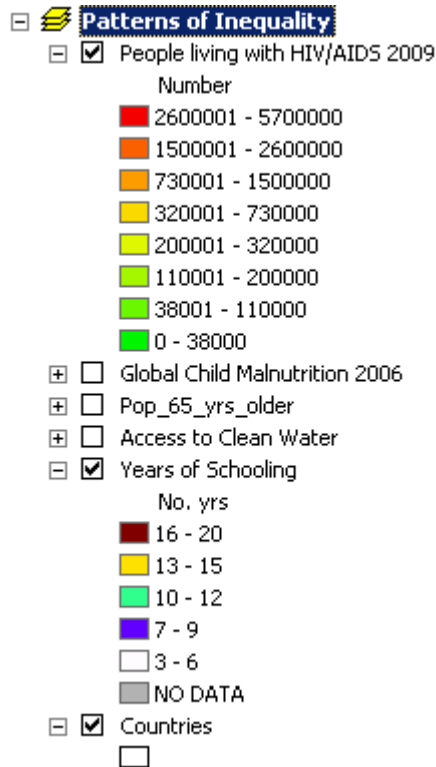 Patterns of Inequality
People living with HIV/AIDS 2009
Number
2600001 - 5700000
1500001 - 2600000
730001 - 1500000
320001 - 730000
200001 - 320000
110001 - 200000
38001 - 110000
0 - 38000
Global Child Malnutrition 2006
Pop_65_yrs_older
Access to Clean Water
Years of Schooling
No. yrs
16 - 20
13 - 15
10 - 12
7 - 9
3 - 6
NO DATA
Countries